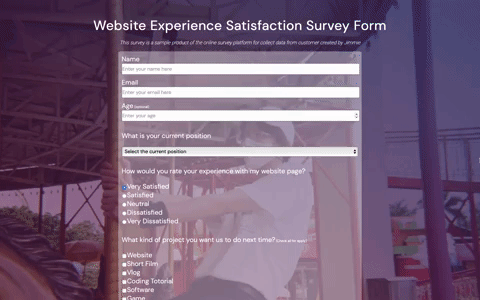 Website Experience Satisfaction Survey Form
This survey is a sample product of the online survey platform for collect data from customer created by Jimmer
Name
Enter your name here
Email
Enter your email here
Age (optional)
Enter your age
What is your current position
Select the current position
How would you rate your experience with my website page?
Very Satisfied
Satisfied
Neutral
Dissatisfied
Very Dissatisfied
What kind of project you want us to do next time? (Check all for apply)
Website
Short Film
Vlog
Coding Totorial
Software
Game